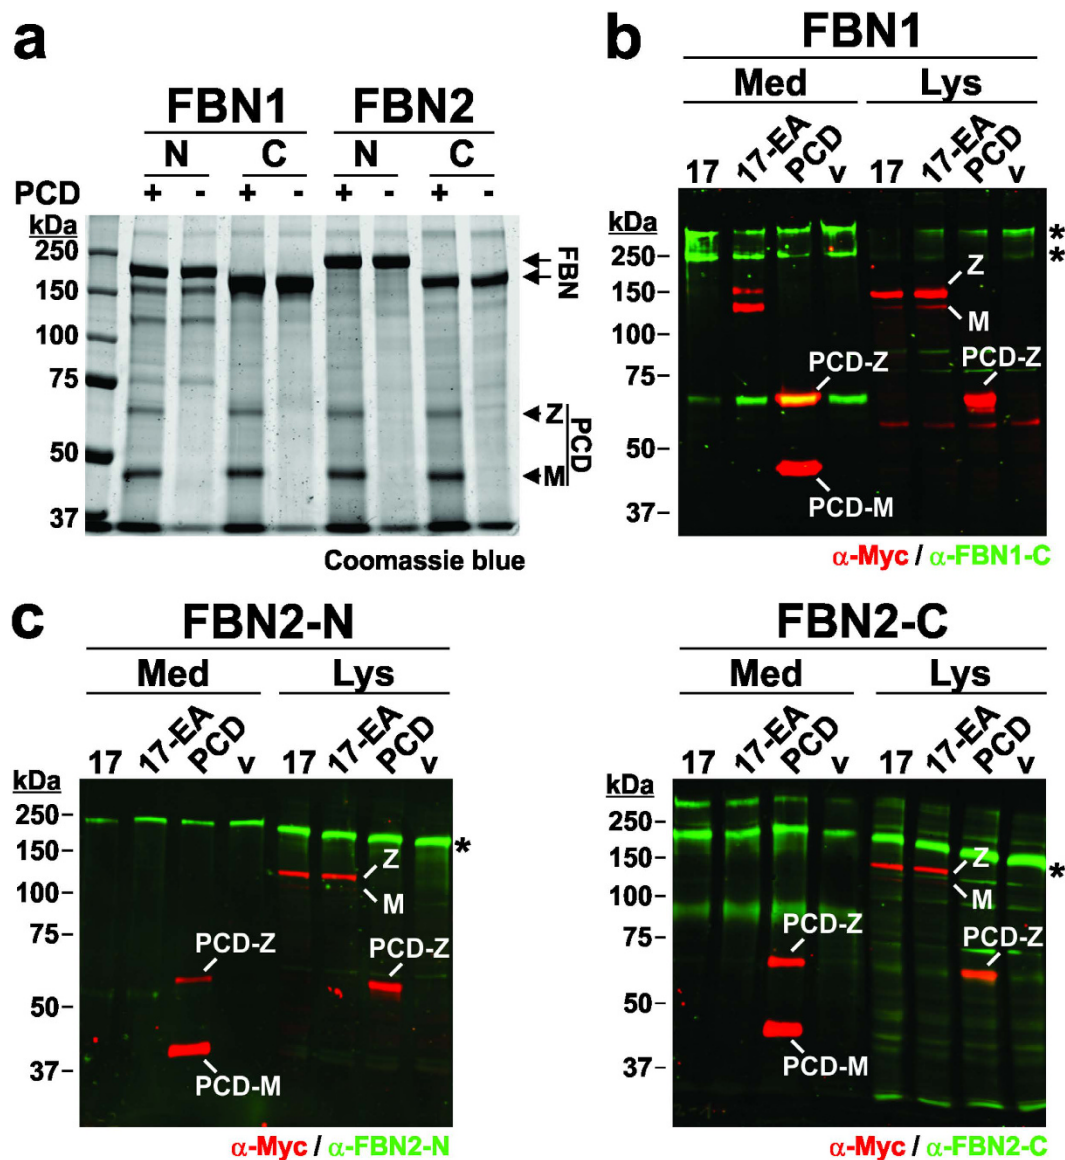 a
FBN1 FBN2
N C N C
PCD + - + - + - + -
kDa
250
150
100
75
50
37
FBN
Z
M
PCD
Coomassie blue
b
FBN1
Med Lys
17 17-EA PCD v 17 17-EA PCD v
kDa
250-
150-
100-
75-
50-
37-
*
*
Z
M
PCD-Z PCD-Z
PCD-M
α-Myc / α-FBN1-C
c
FBN2-N
Med Lys
17 17-EA PCD v 17 17-EA PCD v
kDa
250-
150-
100-
75-
50-
37-
*
Z
M
PCD-Z PCD-Z
PCD-M
α-Myc / α-FBN2-N
FBN2-C
Med Lys
17 17-EA PCD v 17 17-EA PCD v
kDa
250-
150-
100-
75-
50-
37-
*
Z
M
PCD-Z PCD-Z
PCD-M
α-Myc / α-FBN2-C